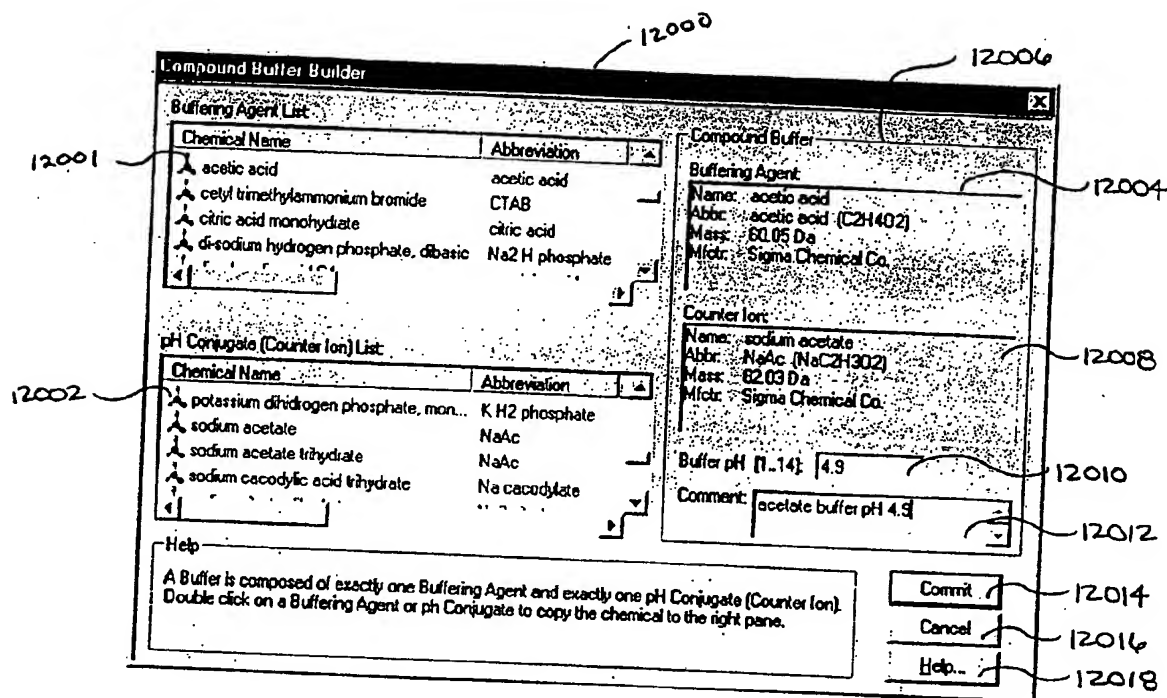 12000
12006
Compound Buffer Builder
Buffering Agent List:
Chemical Name Abbreviation
12001
acetic acid acetic acid
cetyl trimethylammonium bromide CTAB
citric acid monohydrate citric acid
di-sodium hydrogen phosphate, dibasic Na2 H phosphate
pH Conjugate (Counter Ion) List:
Chemical Name Abbreviation
12002
potassium dihidrogen phosphate, mon... K H2 phosphate
sodium acetate NaAc
sodium acetate trihydrate NaAc
sodium cacodylic acid trihydrate Na cacodylate
Compound Buffer
Buffering Agent:
12004
Name: acetic acid
Abbr: acetic acid (C2H4O2)
Mass: 60.05 Da
Mfctr: Sigma Chemical Co.
Counter Ion:
Name: sodium acetate
12008
Abbr: NaAc (NaC2H3O2)
Mass: 82.03 Da
Mfctr: Sigma Chemical Co.
Buffer pH [1..14]: 4.9
12010
Comment: acetate buffer pH 4.9
12012
Help
A Buffer is composed of exactly one Buffering Agent and exactly one pH Conjugate (Counter Ion).
Double click on a Buffering Agent or ph Conjugate to copy the chemical to the right pane.
Commit
12014
Cancel
12016
Help...
12018